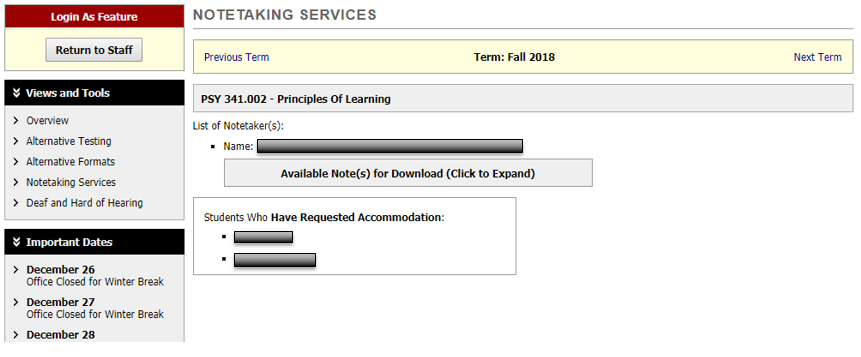 Login As Feature
Return to Staff
Views and Tools
Overview
Alternative Testing
Alternative Formats
Notetaking Services
Deaf and Hard of Hearing
Important Dates
December 26
Office Closed for Winter Break
December 27
Office Closed for Winter Break
December 28
NOTETAKING SERVICES
Previous Term Term: Fall 2018 Next Term
PSY 341.002 - Principles Of Learning
List of Notetaker(s):
Name:
Available Note(s) for Download (Click to Expand)
Students Who Have Requested Accommodation: